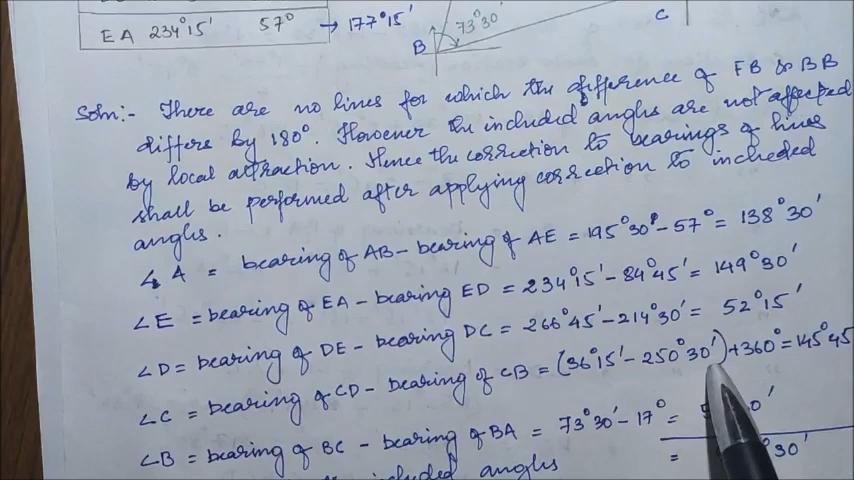 EA 234°15' 57° → 177°15'
73°30'
B
C
Soln:- There are no lines for which the difference of FB & BB
differs by 180°. However the included angles are not affected
by local attraction. Hence the correction to bearings of lines
shall be performed after applying correction to included
angles.
∠A = bearing of AB - bearing of AE = 195°30' - 57° = 138°30'
∠E = bearing of EA - bearing ED = 234°15' - 84°45' = 149°30'
∠D = bearing of DE - bearing DC = 266°45' - 214°30' = 52°15'
∠C = bearing of CD - bearing of CB = (36°15' - 250°30') + 360° = 145°45
∠B = bearing of BC - bearing of BA = 73°30' - 17° =
= 30'
included angles